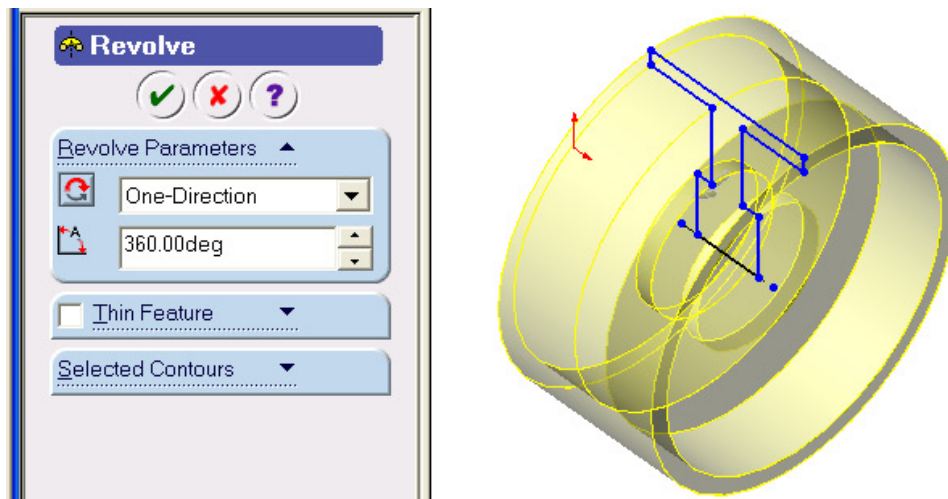 Revolve
?
Revolve Parameters
One-Direction
A
360.00deg
Thin Feature
Selected Contours